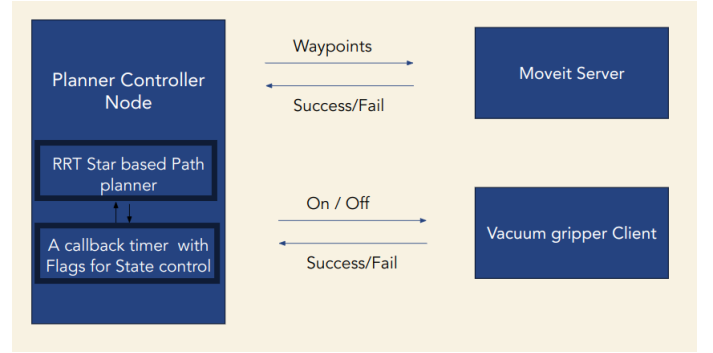 Planner Controller
Node
RRT Star based Path
planner
A callback timer with
Flags for State control
Waypoints
Success/Fail
Moveit Server
On / Off
Success/Fail
Vacuum gripper Client